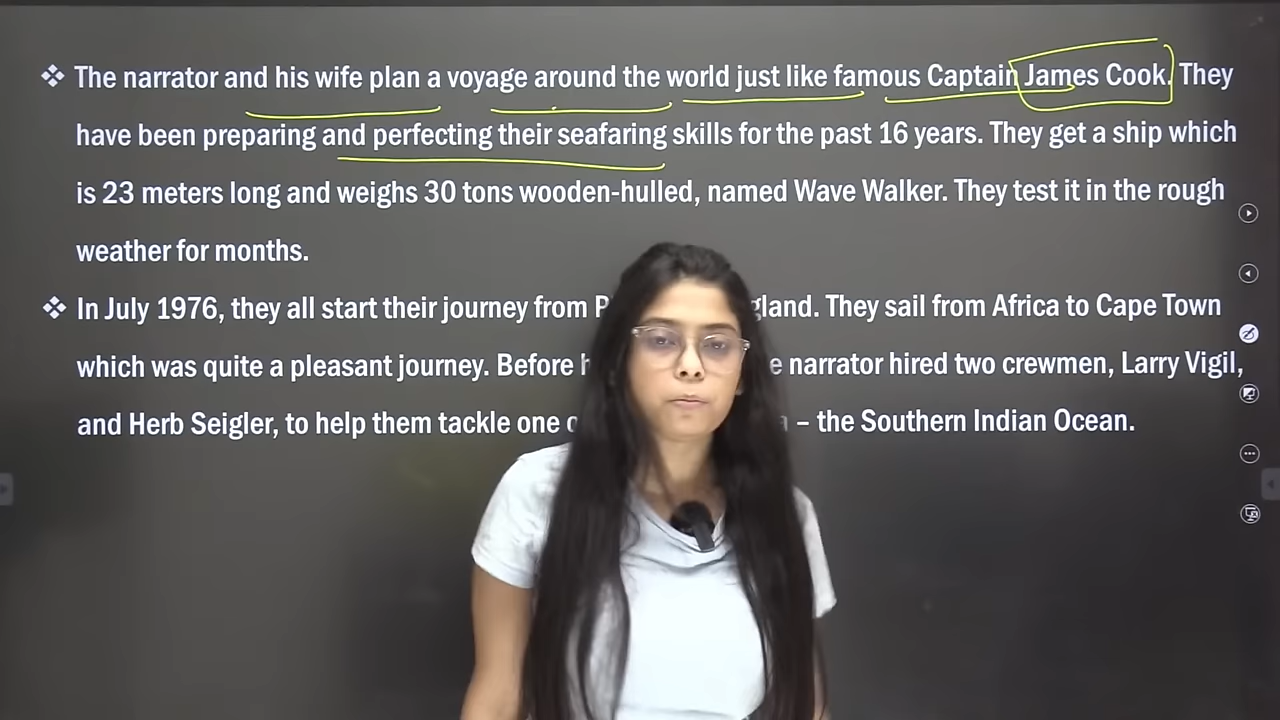 ❖ The narrator and his wife plan a voyage around the world just like famous Captain James Cook. They
have been preparing and perfecting their seafaring skills for the past 16 years. They get a ship which
is 23 meters long and weighs 30 tons wooden-hulled, named Wave Walker. They test it in the rough
weather for months.
❖ In July 1976, they all start their journey from gland. They sail from Africa to Cape Town
which was quite a pleasant journey. Before narrator hired two crewmen, Larry Vigil,
and Herb Seigler, to help them tackle one – the Southern Indian Ocean.